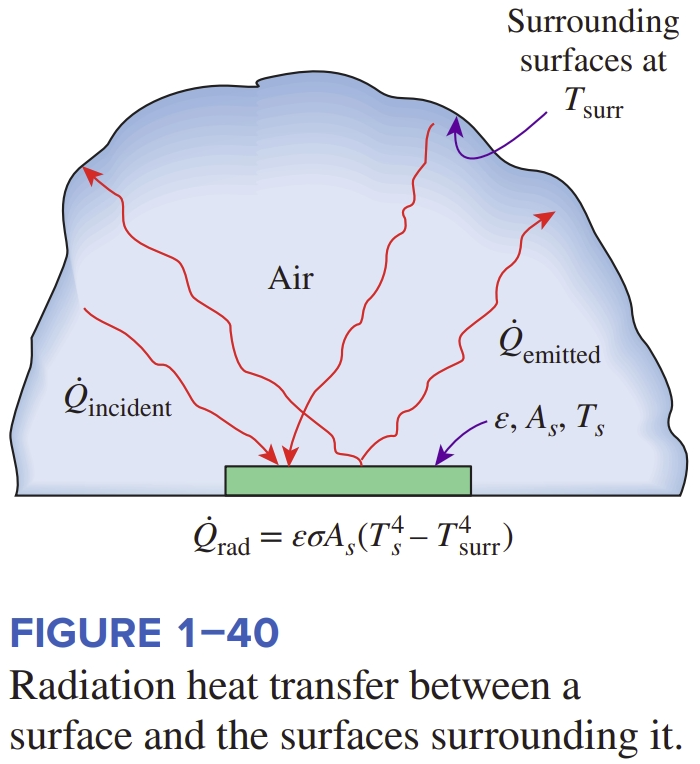 Surrounding
surfaces at
T_surr
Air
Q̇_emitted
Q̇_incident
ε, A_s, T_s
Q̇_rad = εσA_s(T_s^4 – T_surr^4)
FIGURE 1–40
Radiation heat transfer between a
surface and the surfaces surrounding it.